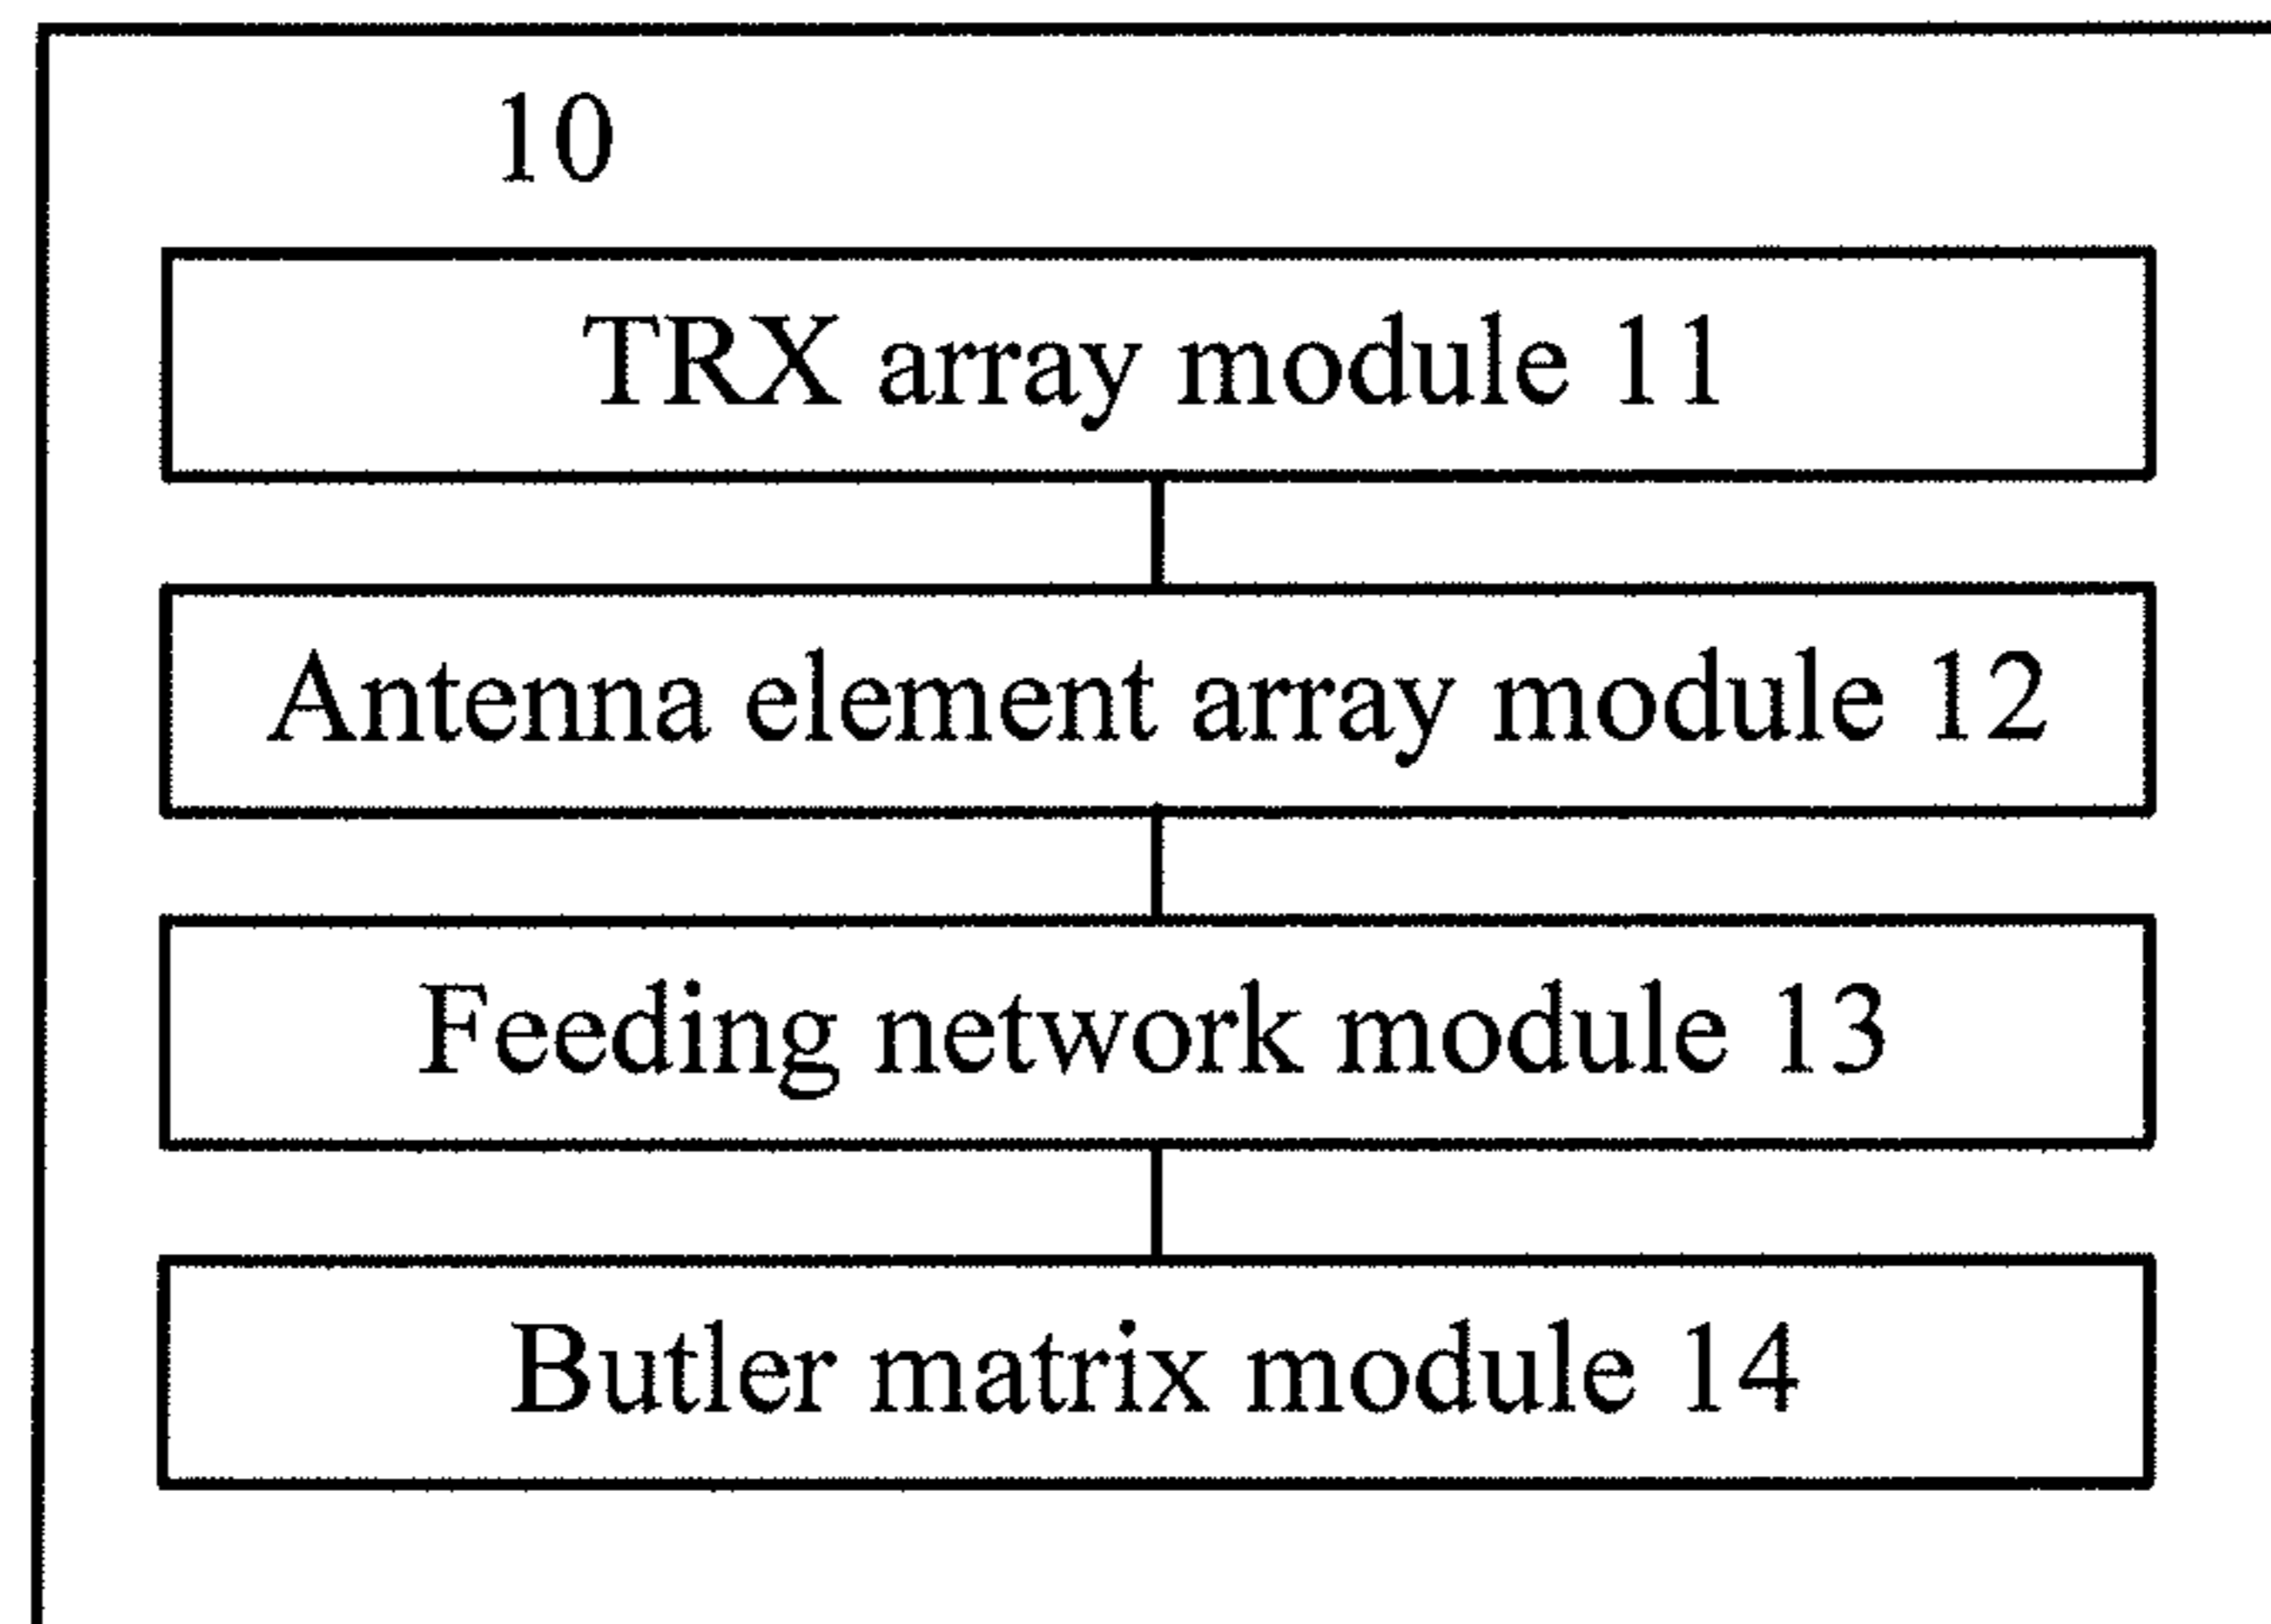 10
TRX array module 11
Antenna element array module 12
Feeding network module 13
Butler matrix module 14